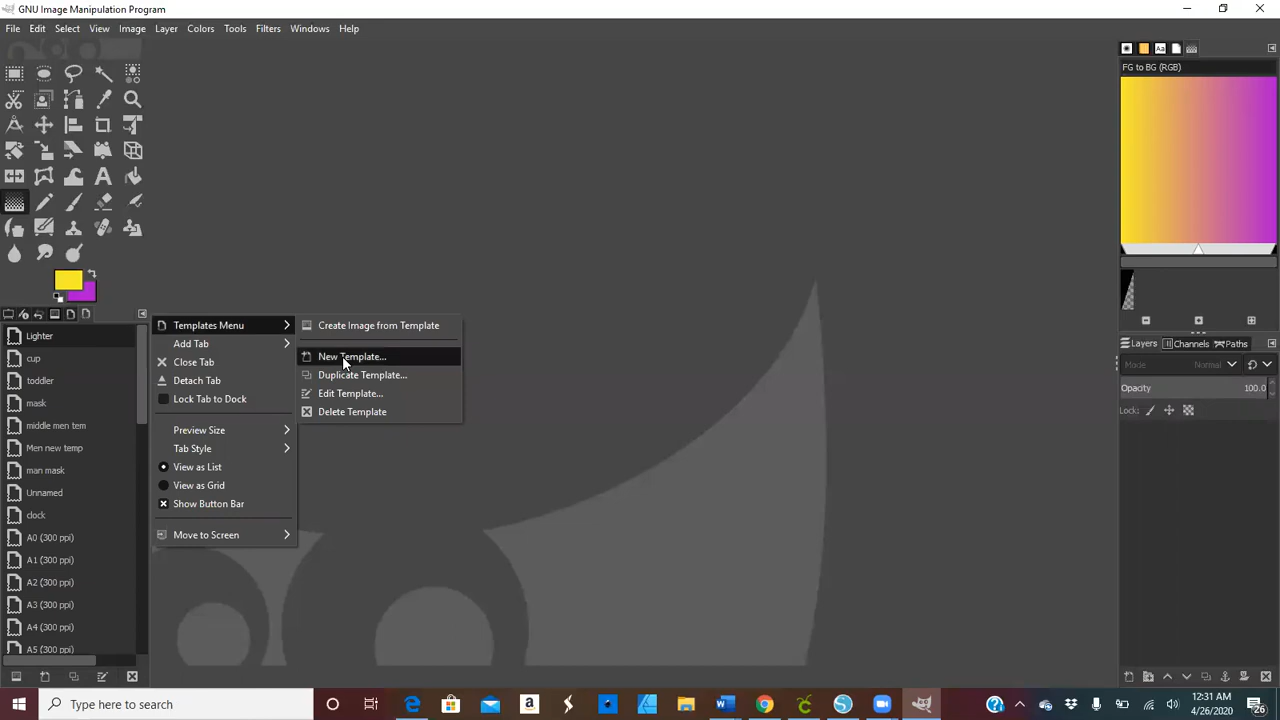 GNU Image Manipulation Program
File Edit Select View Image Layer Colors Tools Filters Windows Help
Aa
FG to BG (RGB)
Templates Menu
Add Tab
Close Tab
Detach Tab
Lock Tab to Dock
Preview Size
Tab Style
View as List
View as Grid
Show Button Bar
Move to Screen
Create Image from Template
New Template...
Duplicate Template...
Edit Template...
Delete Template
Lighter
cup
toddler
mask
middle men tem
Men new temp
man mask
Unnamed
clock
A0 (300 ppi)
A1 (300 ppi)
A2 (300 ppi)
A3 (300 ppi)
A4 (300 ppi)
A5 (300 ppi)
Layers Channels Paths
Mode Normal
Opacity 100.0
Lock:
Type here to search
12:31 AM
4/26/2020
26